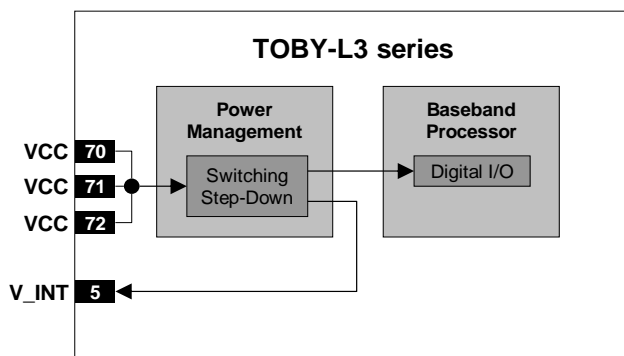 TOBY-L3 series
Power
Management
Baseband
Processor
VCC 70
VCC 71
VCC 72
Switching
Step-Down
Digital I/O
V_INT 5